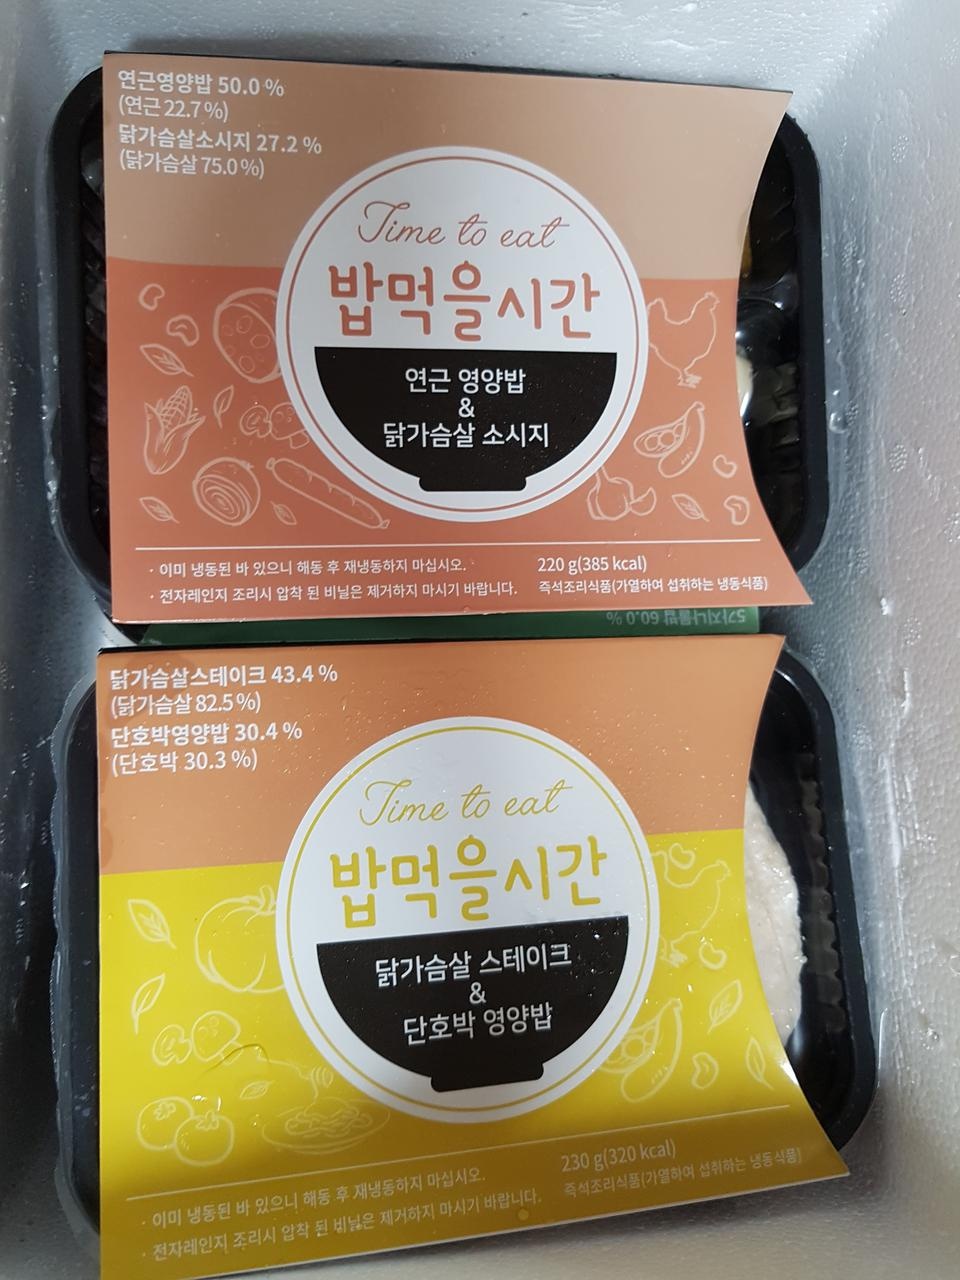 연근영양밥 50.0 %
(연근 22.7 %)
닭가슴살소시지 27.2 %
(닭가슴살 75.0 %)
Time to eat
밥먹을시간
연근 영양밥
&
닭가슴살 소시지
· 이미 냉동된 바 있으니 해동 후 재냉동하지 마십시오.
· 전자레인지 조리시 압착 된 비닐은 제거하지 마시기 바랍니다.
220 g(385 kcal)
즉석조리식품(가열하여 섭취하는 냉동식품)
5가지나물밥 60.0 %
닭가슴살스테이크 43.4 %
(닭가슴살 82.5 %)
단호박영양밥 30.4 %
(단호박 30.3 %)
Time to eat
밥먹을시간
닭가슴살 스테이크
&
단호박 영양밥
· 이미 냉동된 바 있으니 해동 후 재냉동하지 마십시오.
· 전자레인지 조리시 압착 된 비닐은 제거하지 마시기 바랍니다.
230 g(320 kcal)
즉석조리식품(가열하여 섭취하는 냉동식품)